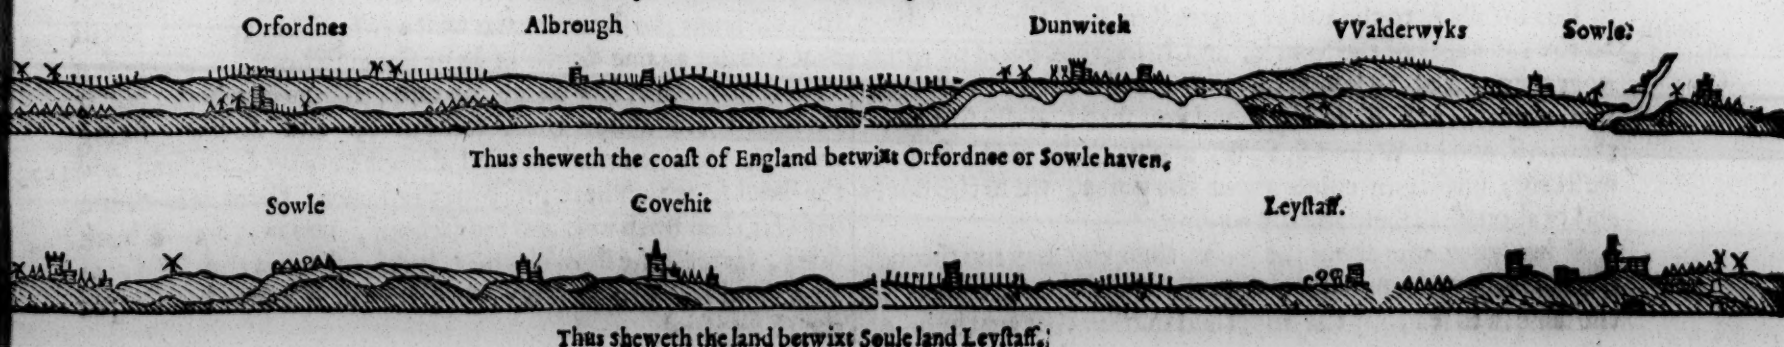 Orfordnes Albrough Dunwitch VValderwyks Sowle.
Thus sheweth the coaſt of England betwixt Orfordnee or Sowle haven.
Sowle Covehit Leyſtaff.
Thus sheweth the land betwixt Soule land Leyſtaff.